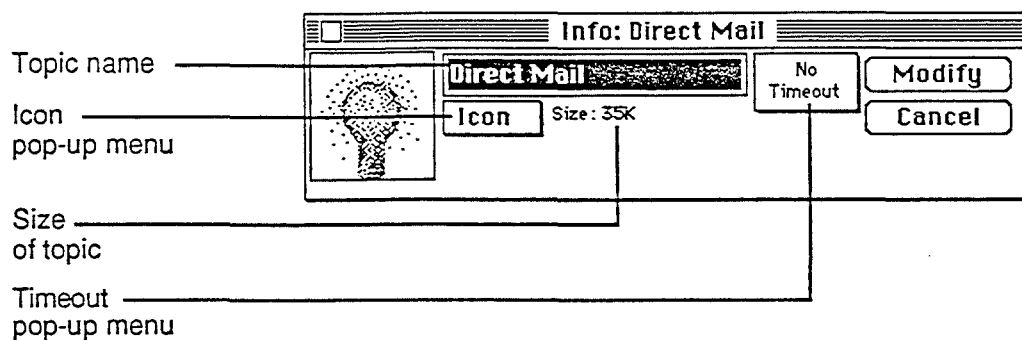 Info: Direct Mail
Topic name
Direct Mail
No
Timeout
Modify
Icon
pop-up menu
Icon
Size: 35K
Cancel
Size
of topic
Timeout
pop-up menu